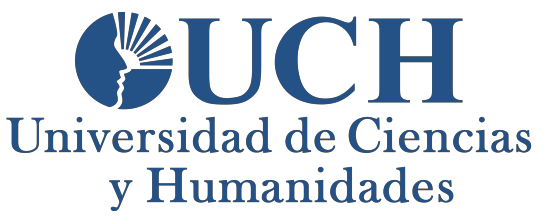 UCH
Universidad de Ciencias
y Humanidades